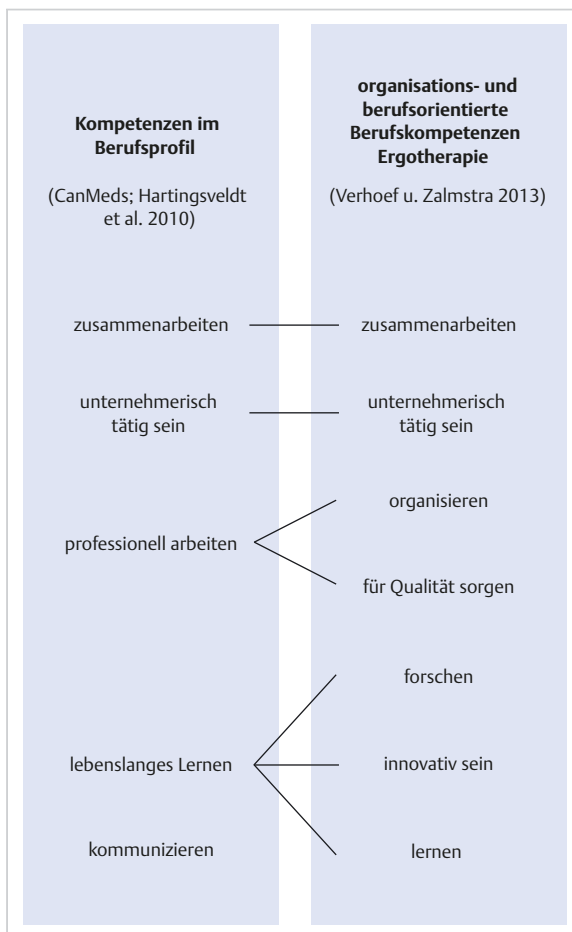 Kompetenzen im
Berufsprofil
(CanMeds; Hartingsveldt
et al. 2010)
zusammenarbeiten
unternehmerisch
tätig sein
professionell arbeiten
lebenslanges Lernen
kommunizieren
organisations- und
berufsorientierte
Berufskompetenzen
Ergotherapie
(Verhoef u. Zalmstra 2013)
zusammenarbeiten
unternehmerisch
tätig sein
organisieren
für Qualität sorgen
forschen
innovativ sein
lernen